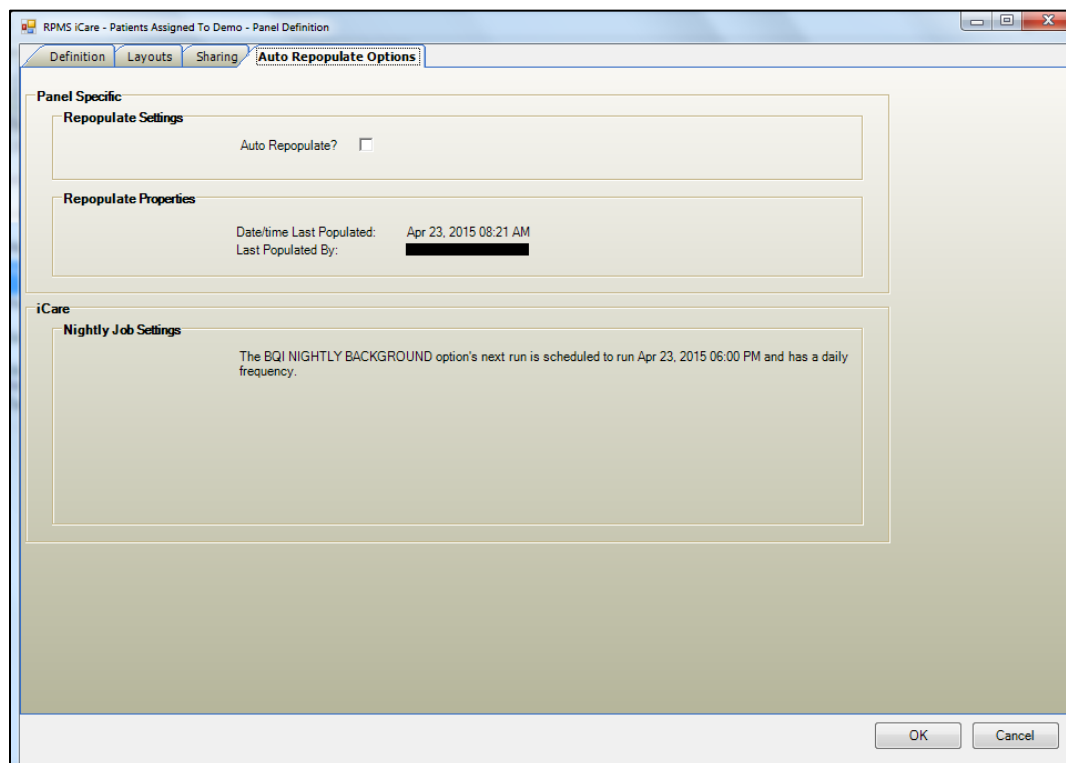 RPMS iCare - Patients Assigned To Demo - Panel Definition
Definition Layouts Sharing Auto Repopulate Options
Panel Specific
Repopulate Settings
Auto Repopulate?
Repopulate Properties
Date/time Last Populated: Apr 23, 2015 08:21 AM
Last Populated By:
iCare
Nightly Job Settings
The BQI NIGHTLY BACKGROUND option's next run is scheduled to run Apr 23, 2015 06:00 PM and has a daily
frequency.
OK Cancel